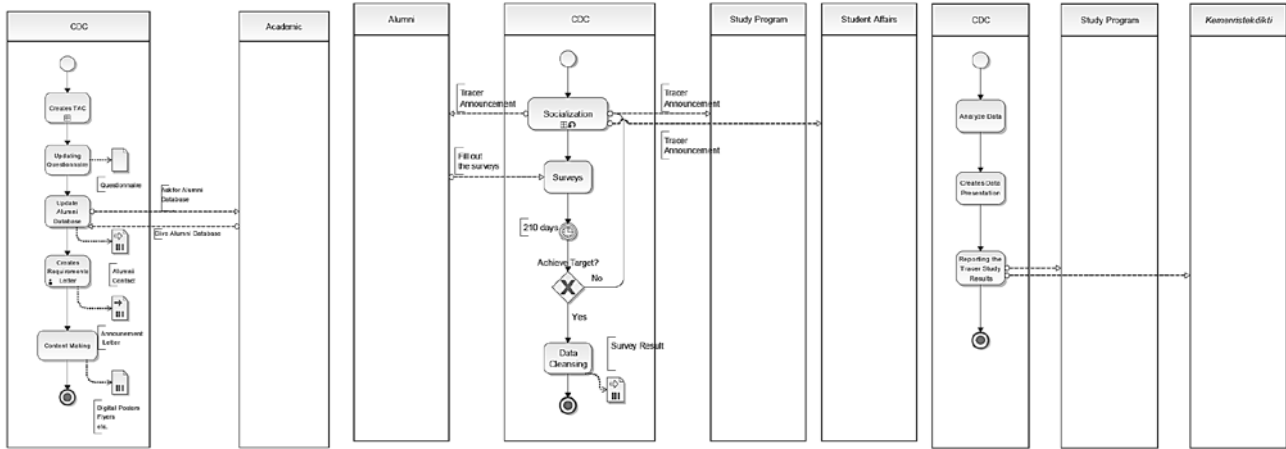 CDC
Academic
Creates TWC
Updating
Questionnaire
Questionnaire
Update
Alumni
Database
Ask for Alumni
Database
Give Alumni Database
Creates
Requirements
Letter
Alumni
Contact
Announcement
Letter
Content Making
Digital Posters
Flyers
etc.
Alumni
CDC
Study Program
Student Affairs
Tracer
Announcement
Socialization
Tracer
Announcement
Tracer
Announcement
Fill out
the surveys
Surveys
210 days
Achieve Target?
No
Yes
Survey Result
Data
Cleansing
CDC
Study Program
Kemenristekdikti
Analyze Data
Creates Data
Presentation
Reporting the
Tracer Study
Results